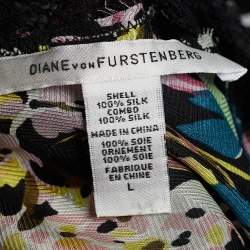 DIANE VON FURSTENBERG
SHELL
100% SILK
COMBO
100% SILK
MADE IN CHINA
100% SOIE
ORNEMENT
100% SOIE
FABRIQUE
EN CHINE
L